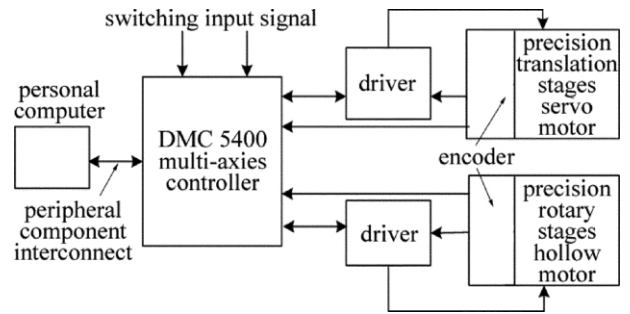 switching input signal
personal
computer
DMC 5400
multi-axies
controller
peripheral
component
interconnect
driver
precision
translation
stages
servo
motor
encoder
driver
precision
rotary
stages
hollow
motor